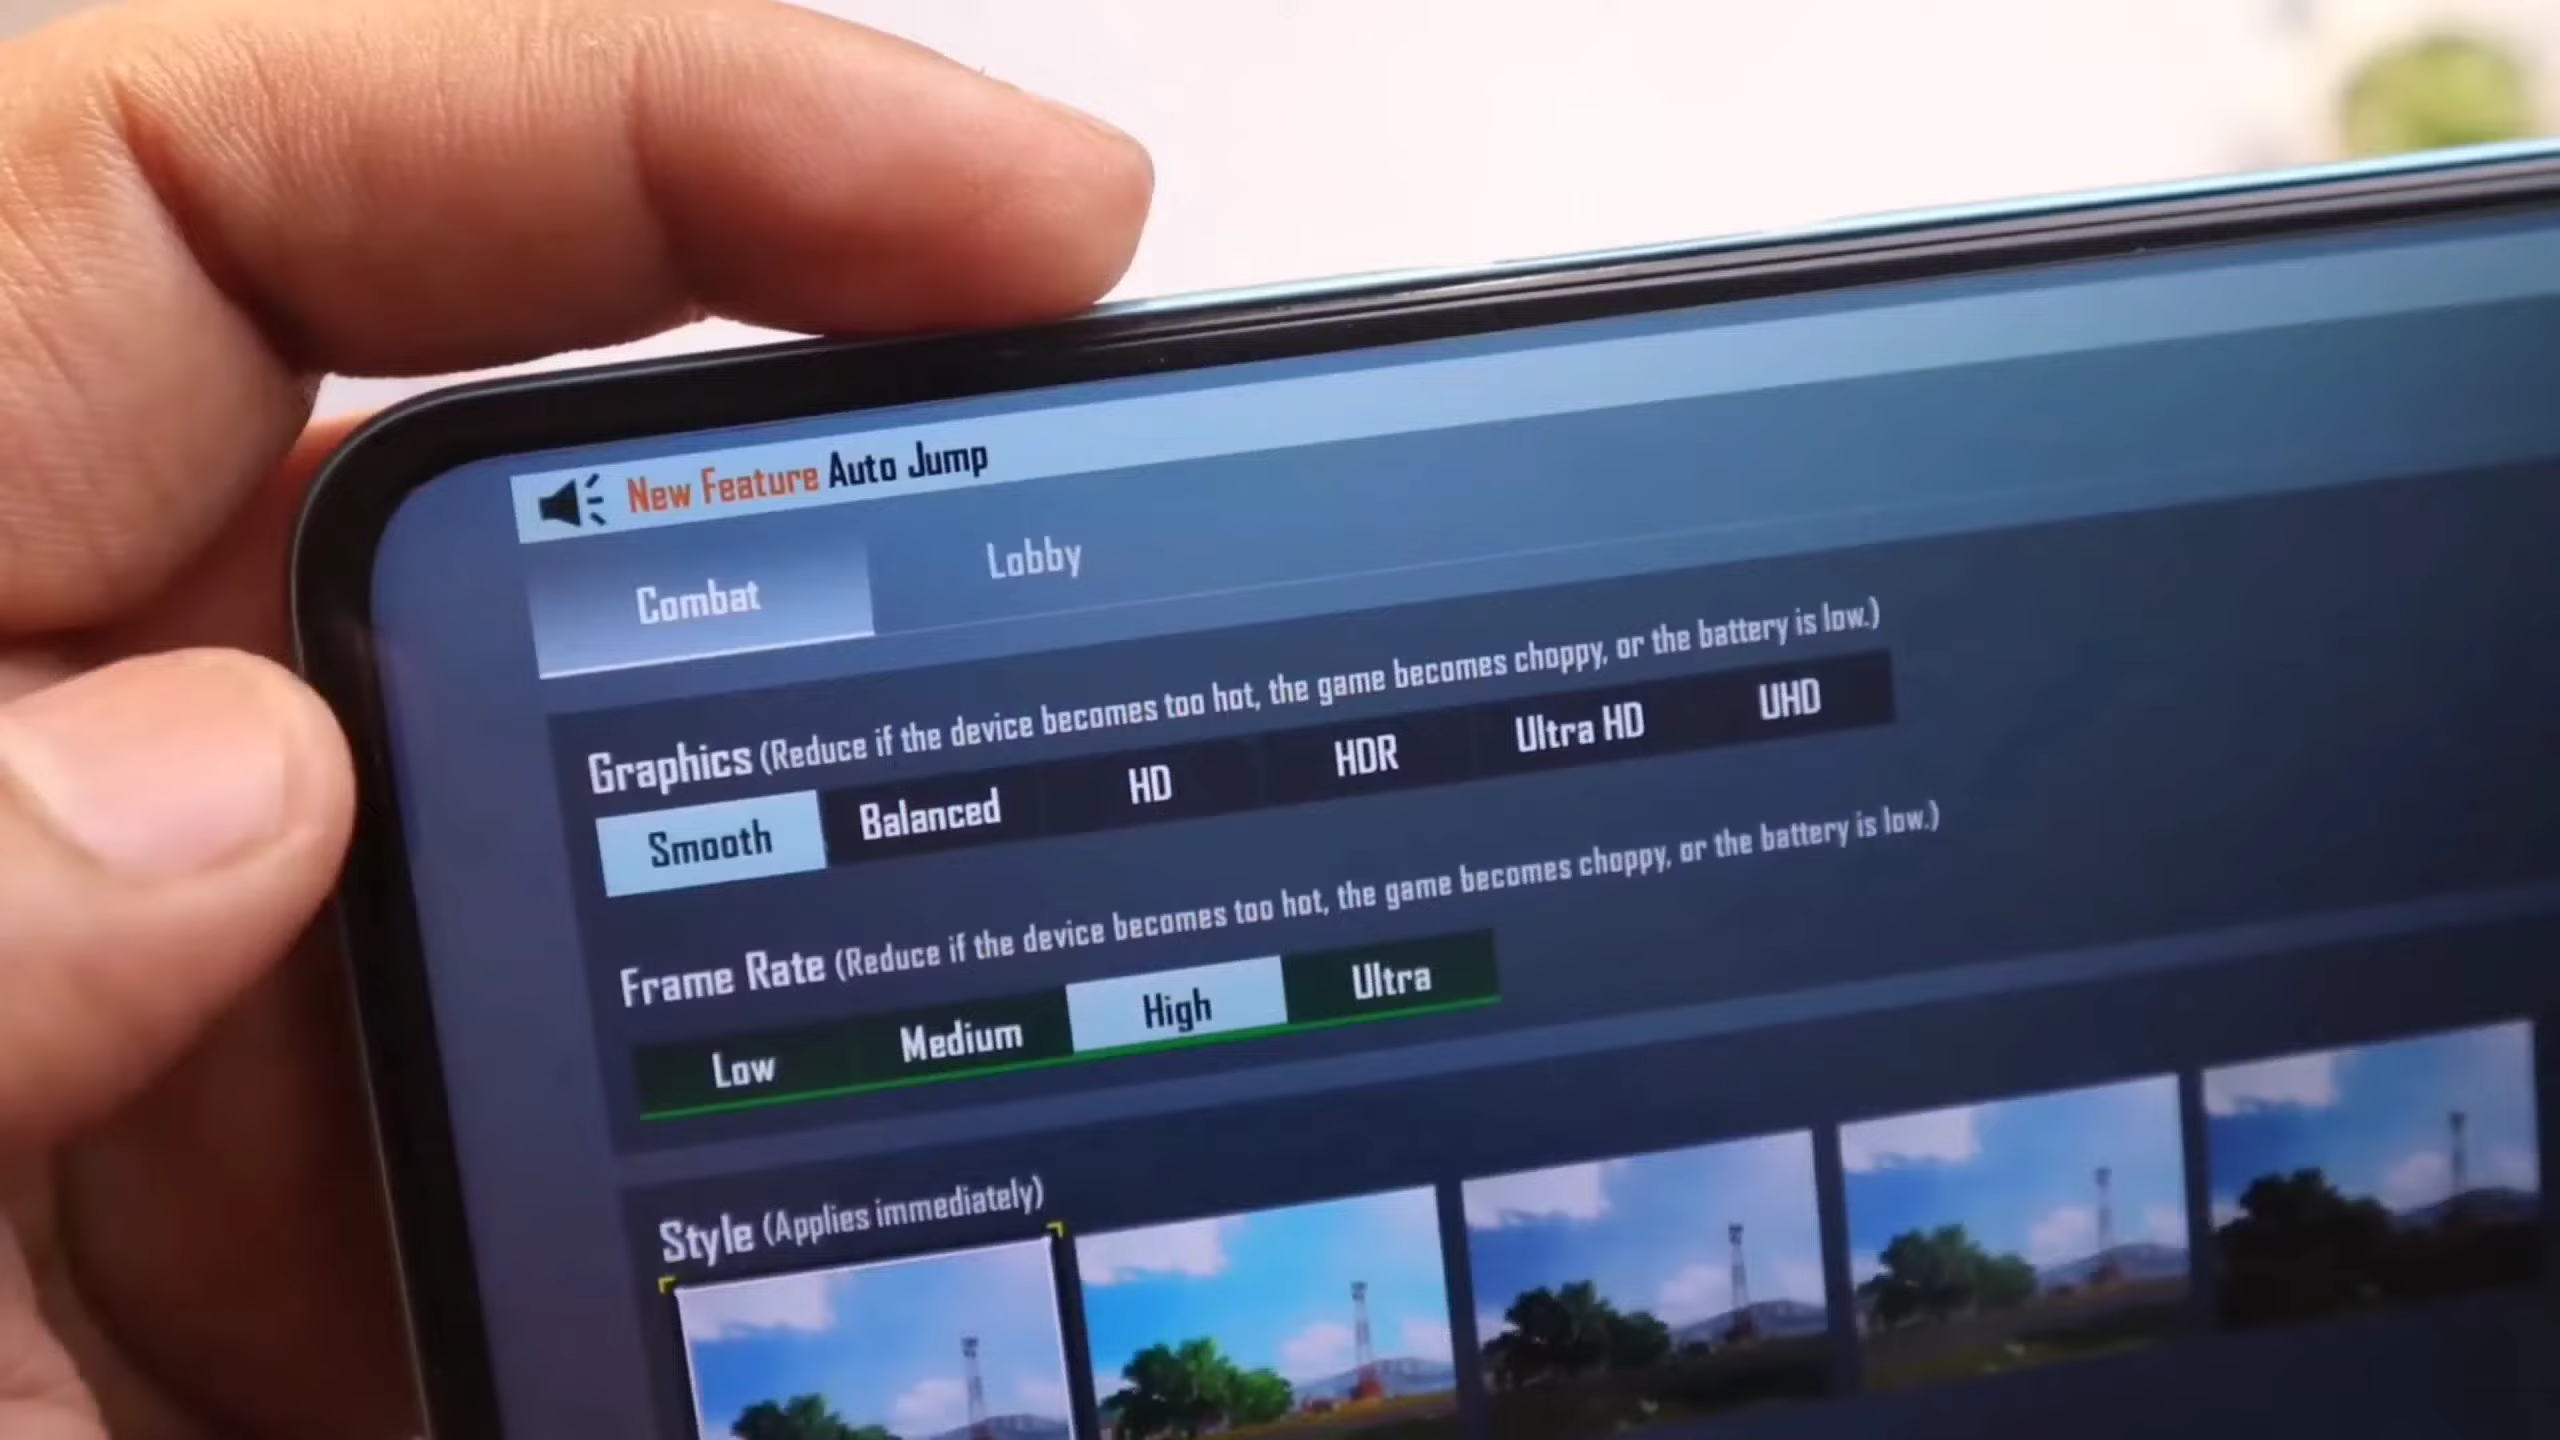 New Feature Auto Jump
Combat Lobby
Graphics (Reduce if the device becomes too hot, the game becomes choppy, or the battery is low.)
Smooth Balanced HD HDR Ultra HD UHD
Frame Rate (Reduce if the device becomes too hot, the game becomes choppy, or the battery is low.)
Low Medium High Ultra
Style (Applies immediately)